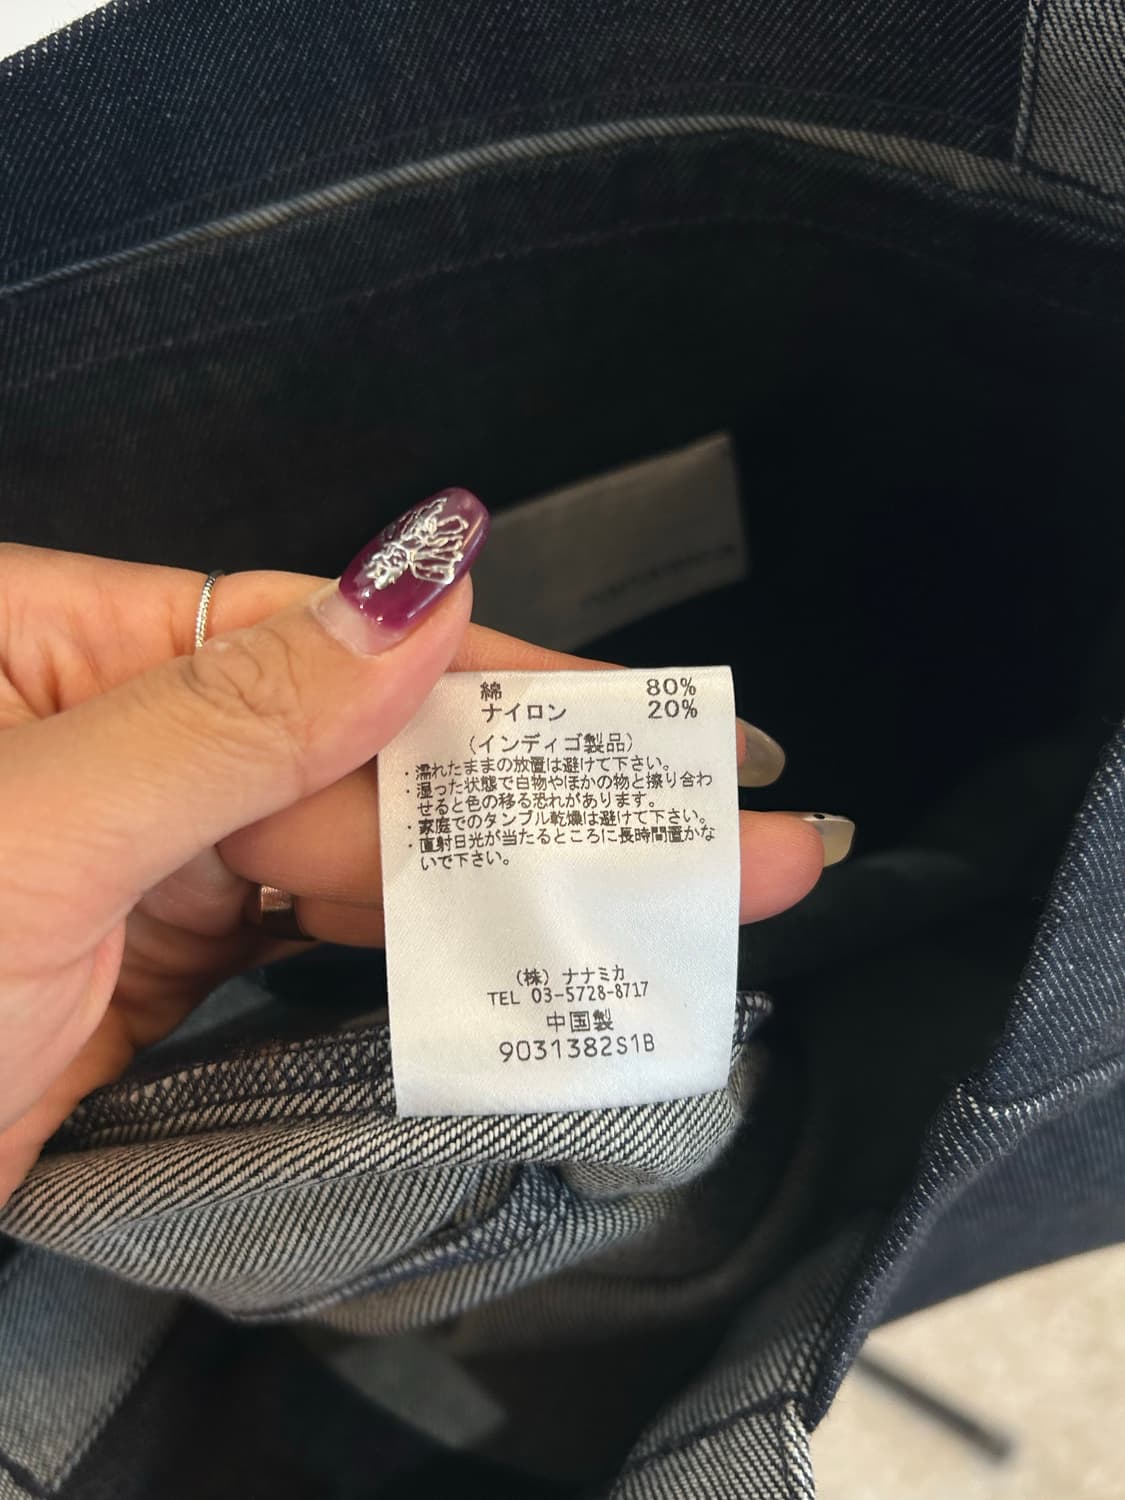 綿 80%
ナイロン 20%
(インディゴ製品)
・濡れたままの放置は避けて下さい。
・湿った状態で白物やほかの物と擦り合わ
せると色の移る恐れがあります。
・家庭でのタンブル乾燥は避けて下さい。
・直射日光が当たるところに長時間置かな
いで下さい。
(株) ナナミカ
TEL 03-5728-8717
中国製
9031382S1B